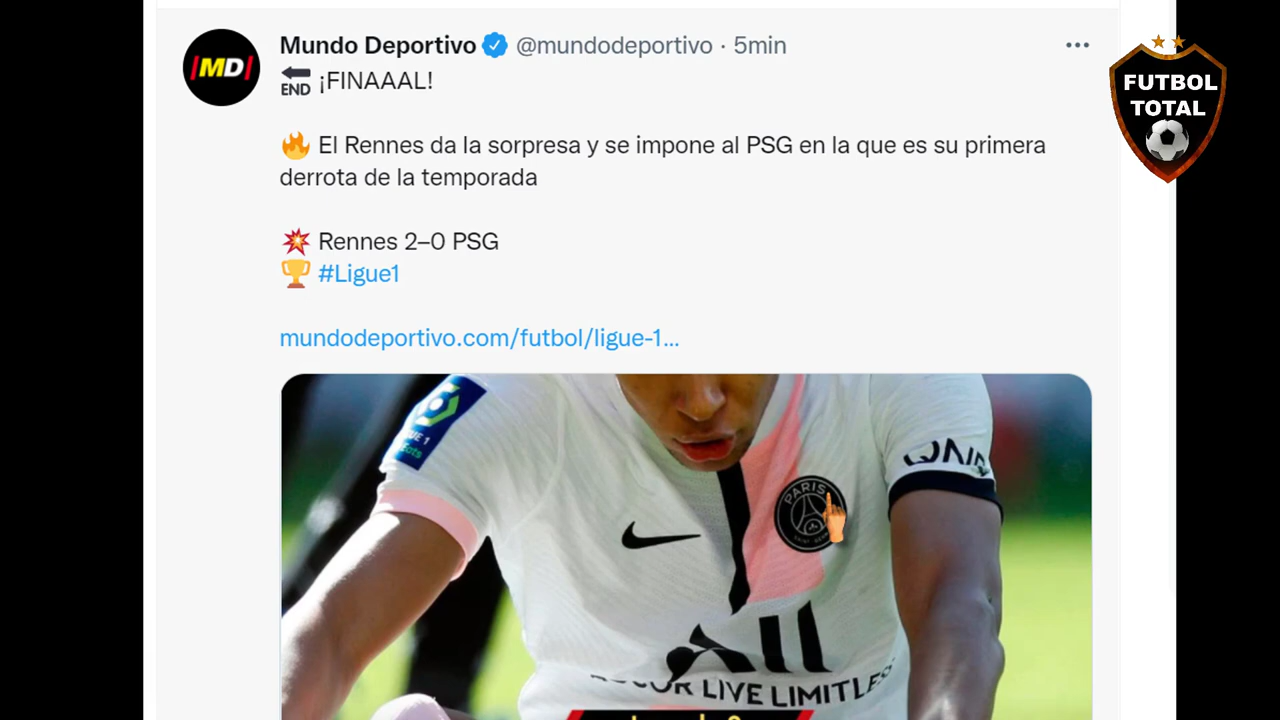 Mundo Deportivo @mundodeportivo · 5min
MD
END ¡FINAAAL!
FUTBOL
TOTAL
🔥 El Rennes da la sorpresa y se impone al PSG en la que es su primera
derrota de la temporada
💥 Rennes 2–0 PSG
🏆 #Ligue1
mundodeportivo.com/futbol/ligue-1...
PARIS
LIVE LIMITLESS